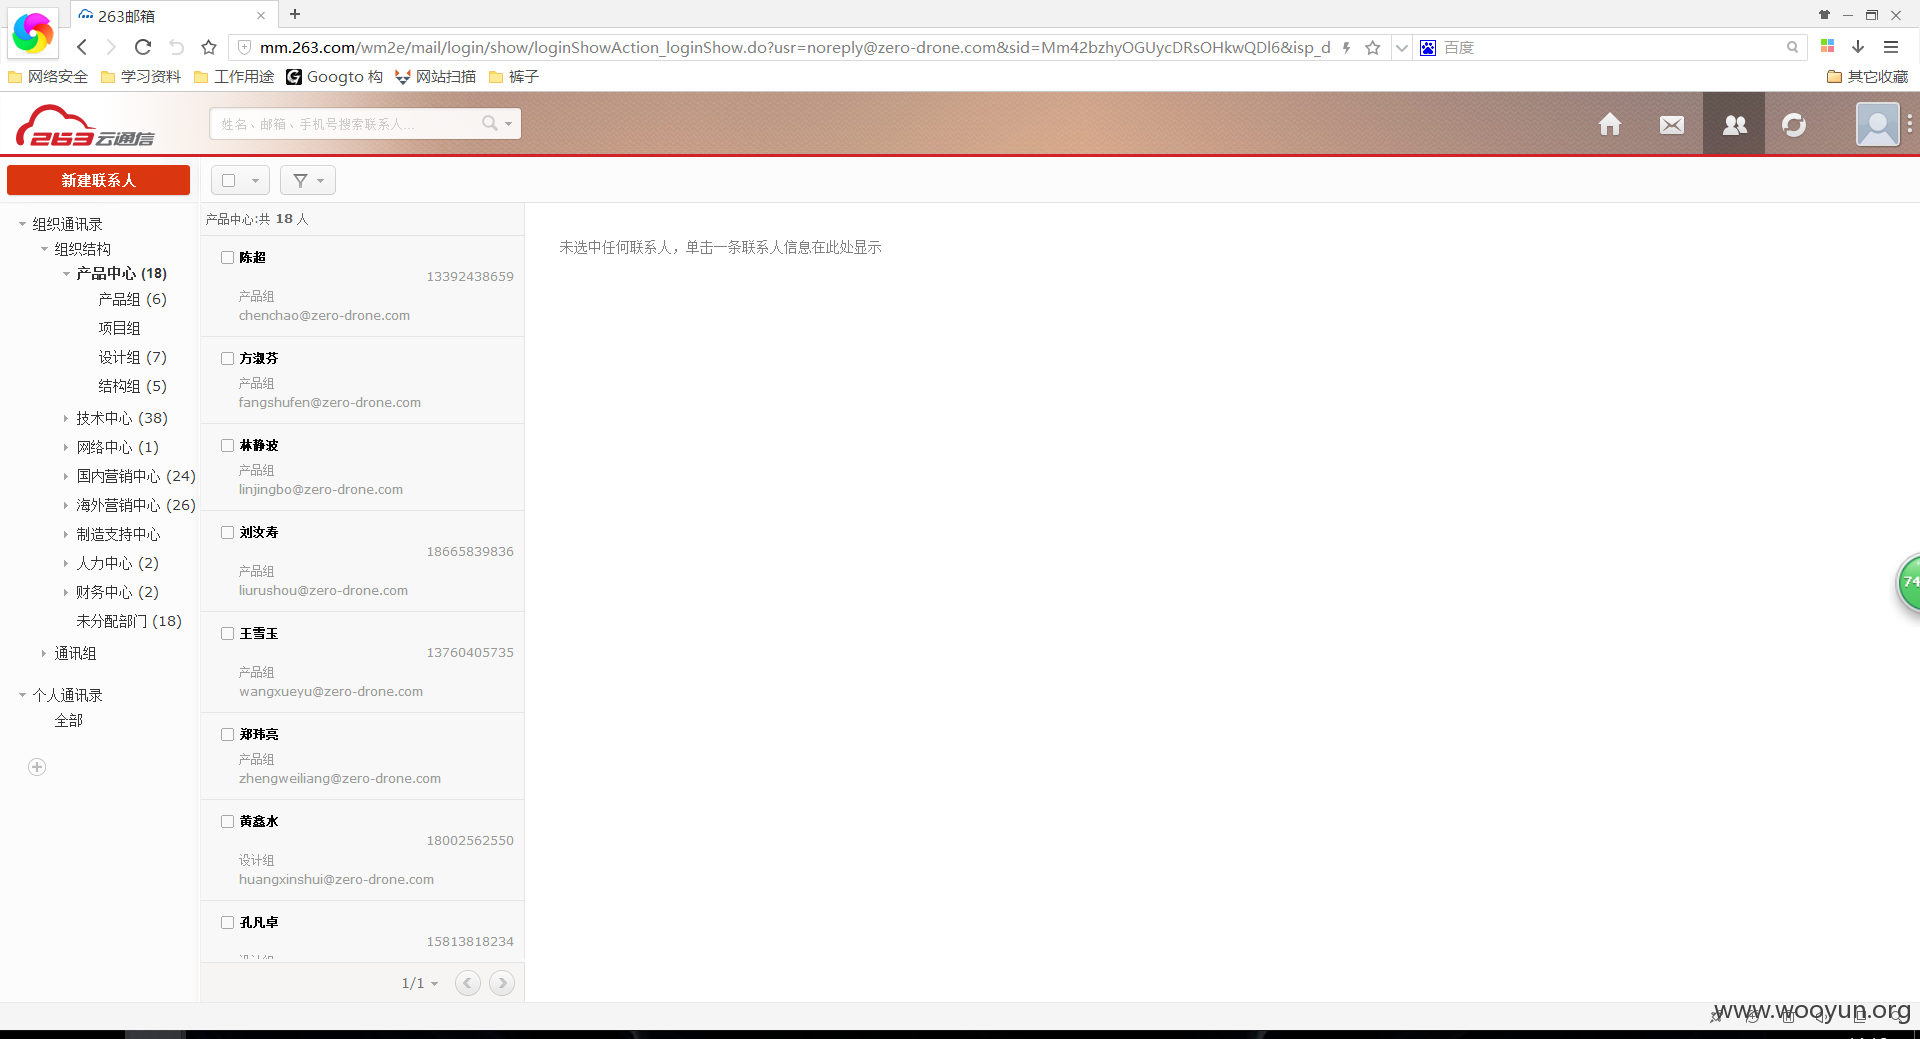 263邮箱
mm.263.com/wm2e/mail/login/show/loginShowAction_loginShow.do?usr=noreply@zero-drone.com&sid=Mm42bzhyOGUycDRsOHkwQDl6&isp_d
百度
网络安全 学习资料 工作用途 Googto 构 网站扫描 裤子 其它收藏
263云通信
姓名、邮箱、手机号搜索联系人...
新建联系人
组织通讯录
组织结构
产品中心 (18)
产品组 (6)
项目组
设计组 (7)
结构组 (5)
技术中心 (38)
网络中心 (1)
国内营销中心 (24)
海外营销中心 (26)
制造支持中心
人力中心 (2)
财务中心 (2)
未分配部门 (18)
通讯组
个人通讯录
全部
产品中心:共 18 人
陈超
13392438659
产品组
chenchao@zero-drone.com
方淑芬
产品组
fangshufen@zero-drone.com
林静波
产品组
linjingbo@zero-drone.com
刘汝寿
18665839836
产品组
liurushou@zero-drone.com
王雪玉
13760405735
产品组
wangxueyu@zero-drone.com
郑玮亮
产品组
zhengweiliang@zero-drone.com
黄鑫水
18002562550
设计组
huangxinshui@zero-drone.com
孔凡卓
15813818234
1/1
未选中任何联系人，单击一条联系人信息在此处显示
74
www.wooyun.org